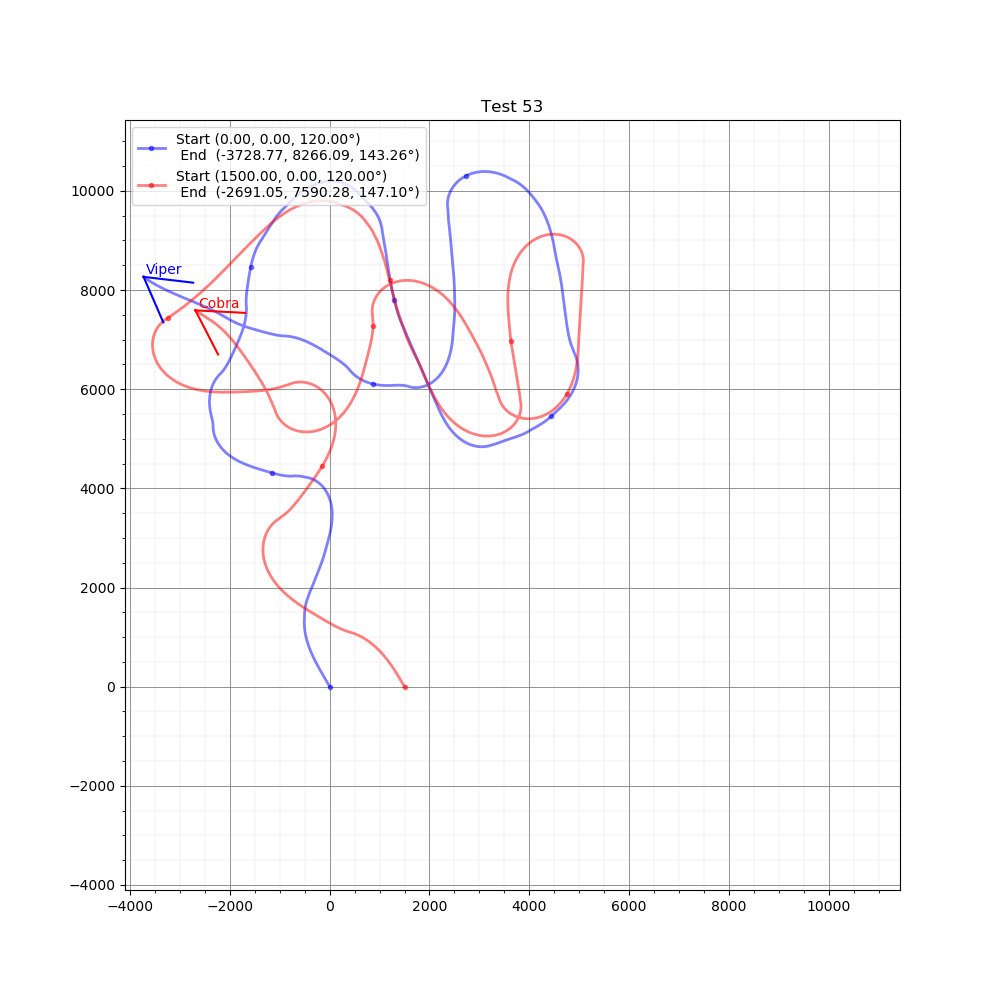 Test 53
Start (0.00, 0.00, 120.00°)
End (-3728.77, 8266.09, 143.26°)
Start (1500.00, 0.00, 120.00°)
End (-2691.05, 7590.28, 147.10°)
10000
8000
6000
4000
2000
0
−2000
−4000
Viper
Cobra
−4000 −2000 0 2000 4000 6000 8000 10000